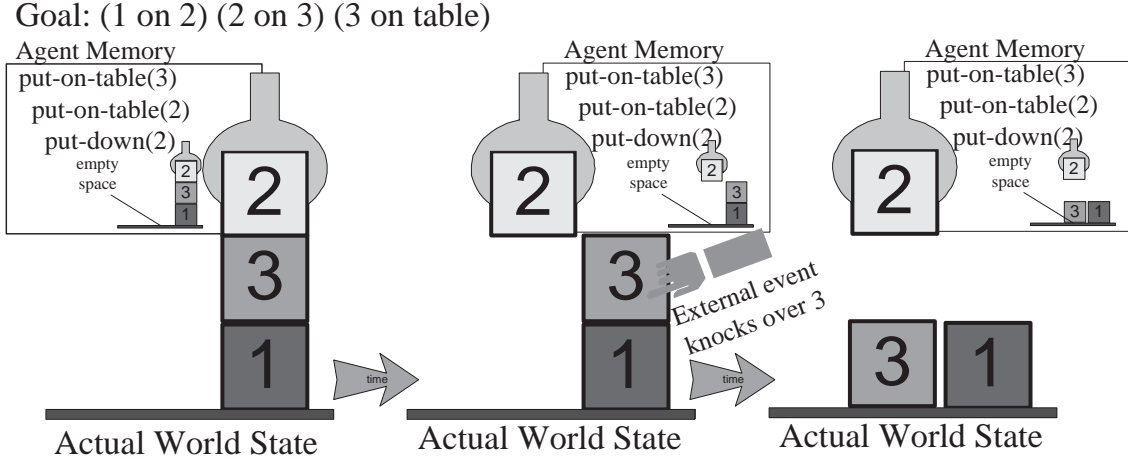 Goal: (1 on 2) (2 on 3) (3 on table)
Agent Memory
put-on-table(3)
put-on-table(2)
put-down(2)
empty
space
2
3
1
2
3
1
Actual World State
time
Agent Memory
put-on-table(3)
put-on-table(2)
put-down(2)
empty
space
2
3
1
2
3
1
External event
knocks over 3
Actual World State
time
Agent Memory
put-on-table(3)
put-on-table(2)
put-down(2)
empty
space
2
3 1
2
3 1
Actual World State